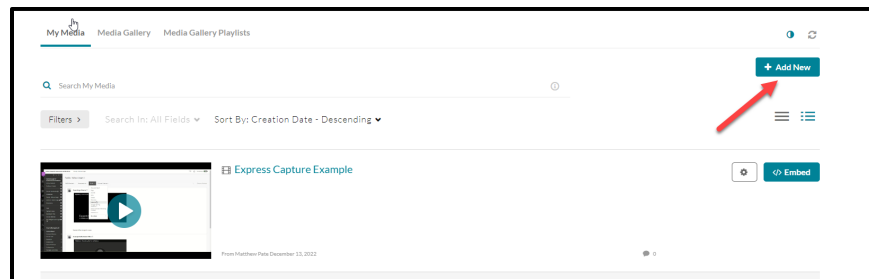 My Media Media Gallery Media Gallery Playlists
+ Add New
Search My Media
Filters > Search In: All Fields Sort By: Creation Date - Descending
Express Capture Example
</> Embed
From Matthew Pate December 13, 2022 0